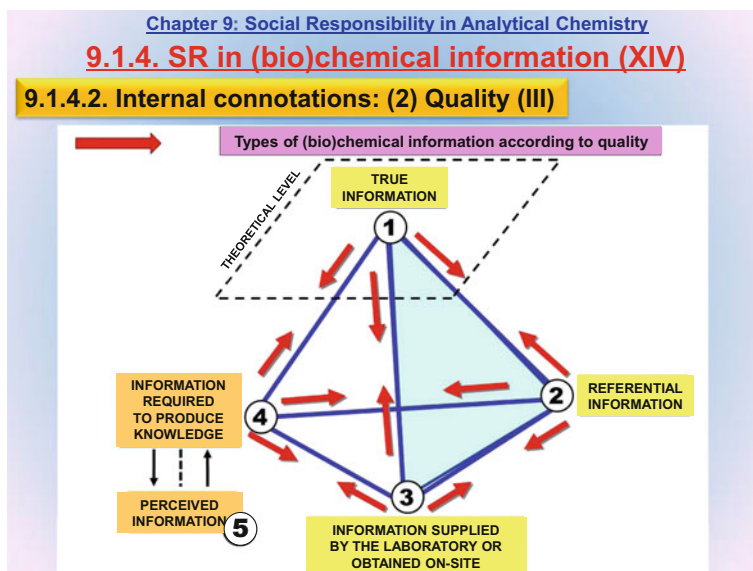 Chapter 9: Social Responsibility in Analytical Chemistry
9.1.4. SR in (bio)chemical information (XIV)
9.1.4.2. Internal connotations: (2) Quality (III)
Types of (bio)chemical information according to quality
THEORETICAL LEVEL
TRUE
INFORMATION
1
INFORMATION
REQUIRED
TO PRODUCE
KNOWLEDGE
4
2
REFERENTIAL
INFORMATION
PERCEIVED
INFORMATION
5
3
INFORMATION SUPPLIED
BY THE LABORATORY OR
OBTAINED ON-SITE